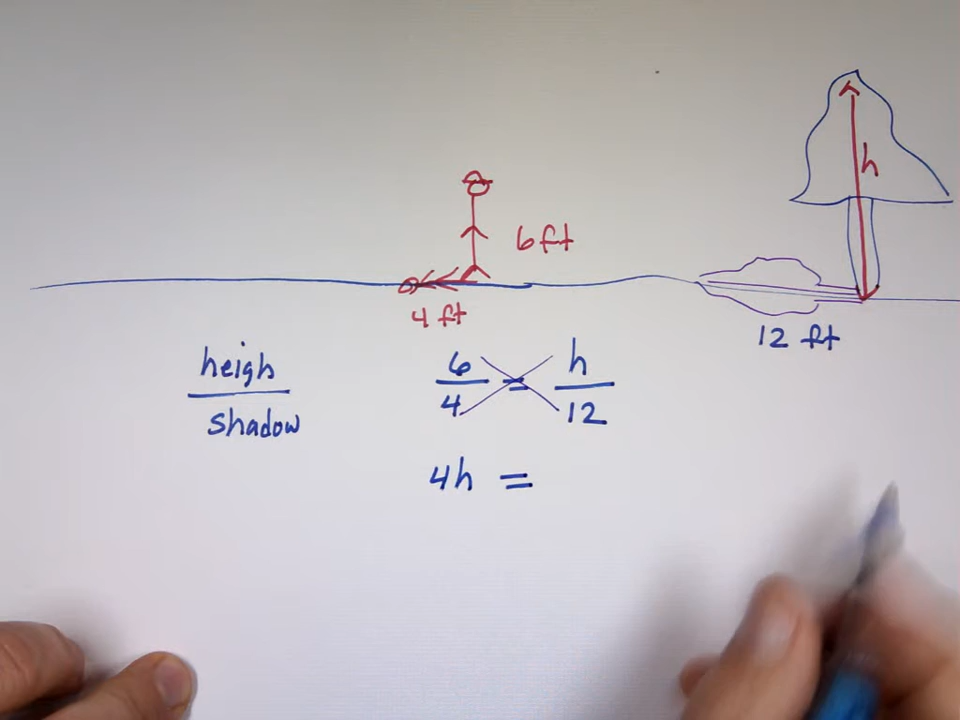 h
6ft
4 ft
12 ft
heigh
shadow
6/4 = h/12
4h =